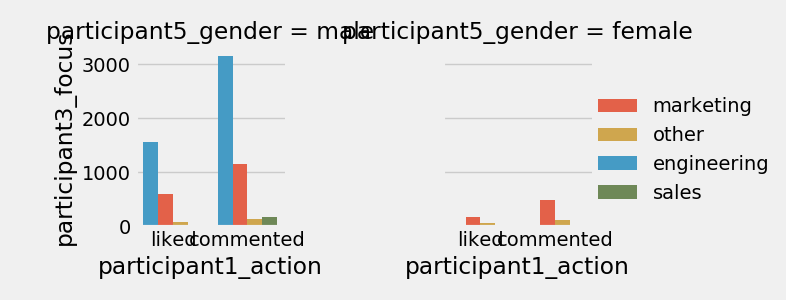 participant5_gender = male
participant5_gender = female
participant3_focus
3000
2000
1000
0
liked
commented
liked
commented
participant1_action
participant1_action
marketing
other
engineering
sales